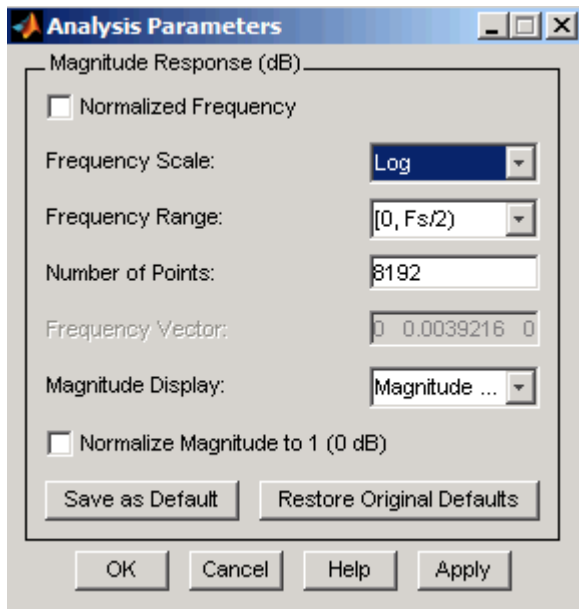 Analysis Parameters
Magnitude Response (dB)
Normalized Frequency
Frequency Scale: Log
Frequency Range: [0, Fs/2)
Number of Points: 8192
Frequency Vector: 0 0.0039216 0
Magnitude Display: Magnitude ...
Normalize Magnitude to 1 (0 dB)
Save as Default Restore Original Defaults
OK Cancel Help Apply